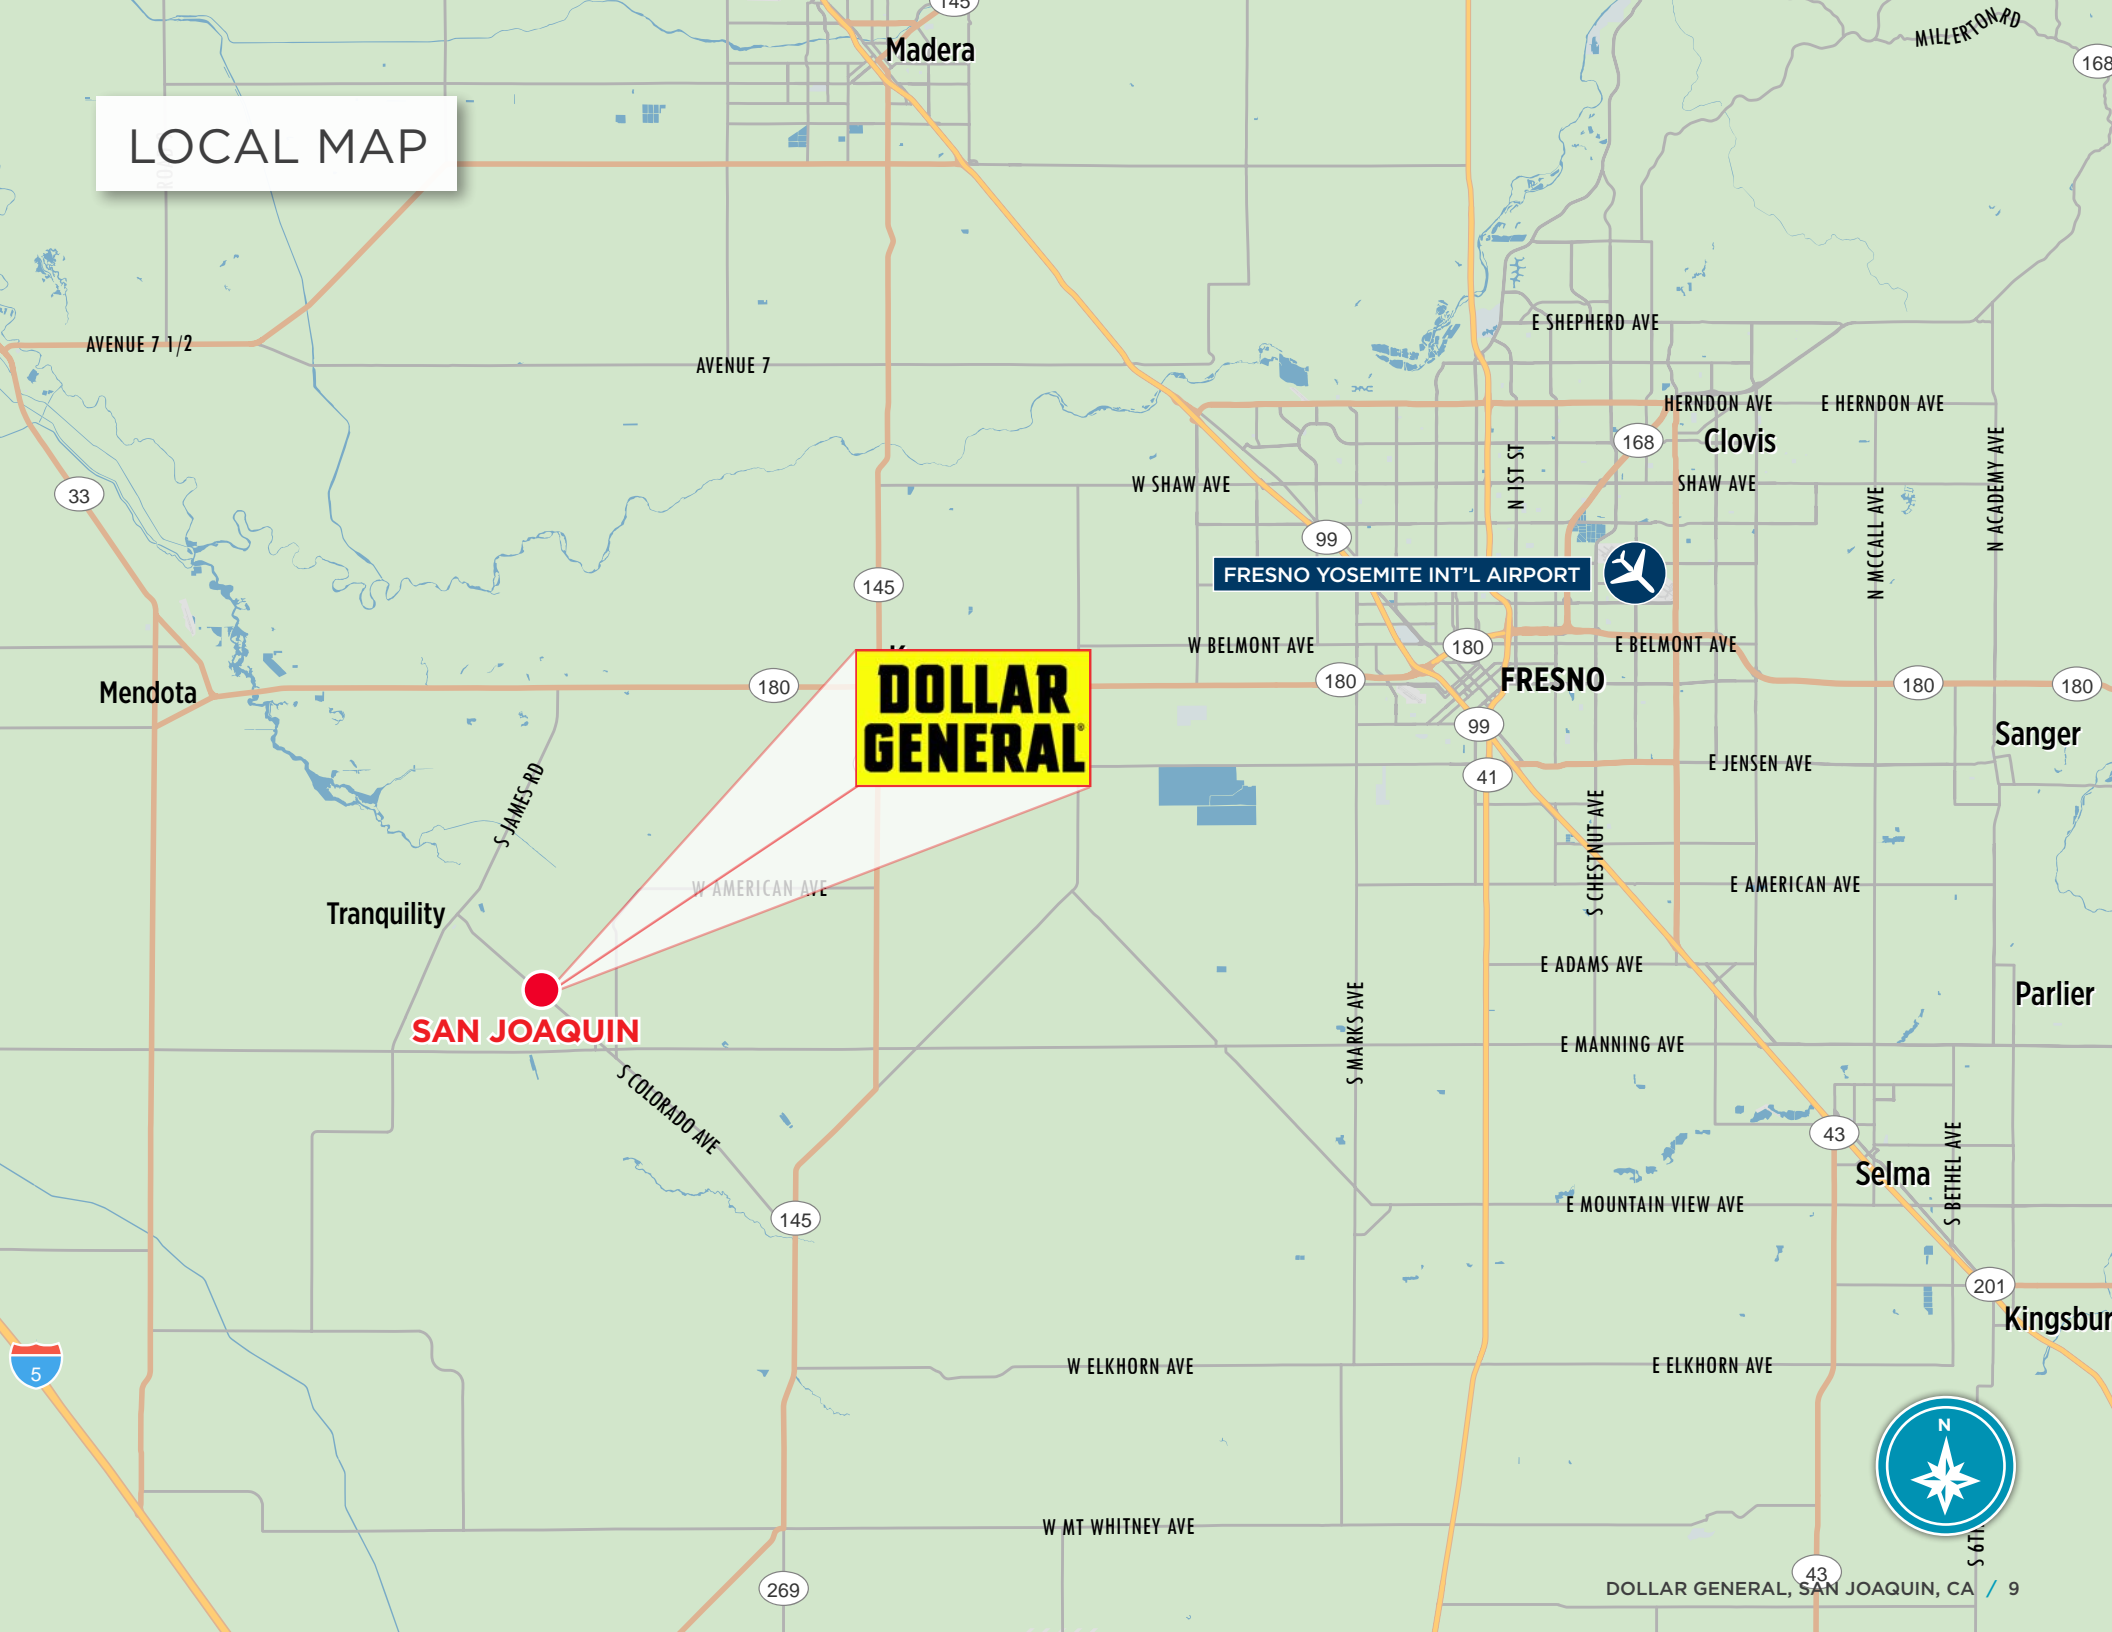 145
Madera
MILLERTON RD
168
LOCAL MAP
AVENUE 7 1/2
AVENUE 7
E SHEPHERD AVE
HERNDON AVE
E HERNDON AVE
168
Clovis
N 1ST ST
W SHAW AVE
SHAW AVE
N ACADEMY AVE
N MCCALL AVE
33
99
FRESNO YOSEMITE INT'L AIRPORT
145
W BELMONT AVE
180
E BELMONT AVE
Mendota
180
DOLLAR
GENERAL®
180
FRESNO
180
180
99
Sanger
41
E JENSEN AVE
S JAMES RD
S CHESTNUT AVE
W AMERICAN AVE
E AMERICAN AVE
Tranquility
E ADAMS AVE
SAN JOAQUIN
S MARKS AVE
Parlier
E MANNING AVE
S COLORADO AVE
43
Selma
S BETHEL AVE
145
E MOUNTAIN VIEW AVE
201
Kingsbur
5
W ELKHORN AVE
E ELKHORN AVE
N
W MT WHITNEY AVE
269
43
DOLLAR GENERAL, SAN JOAQUIN, CA / 9